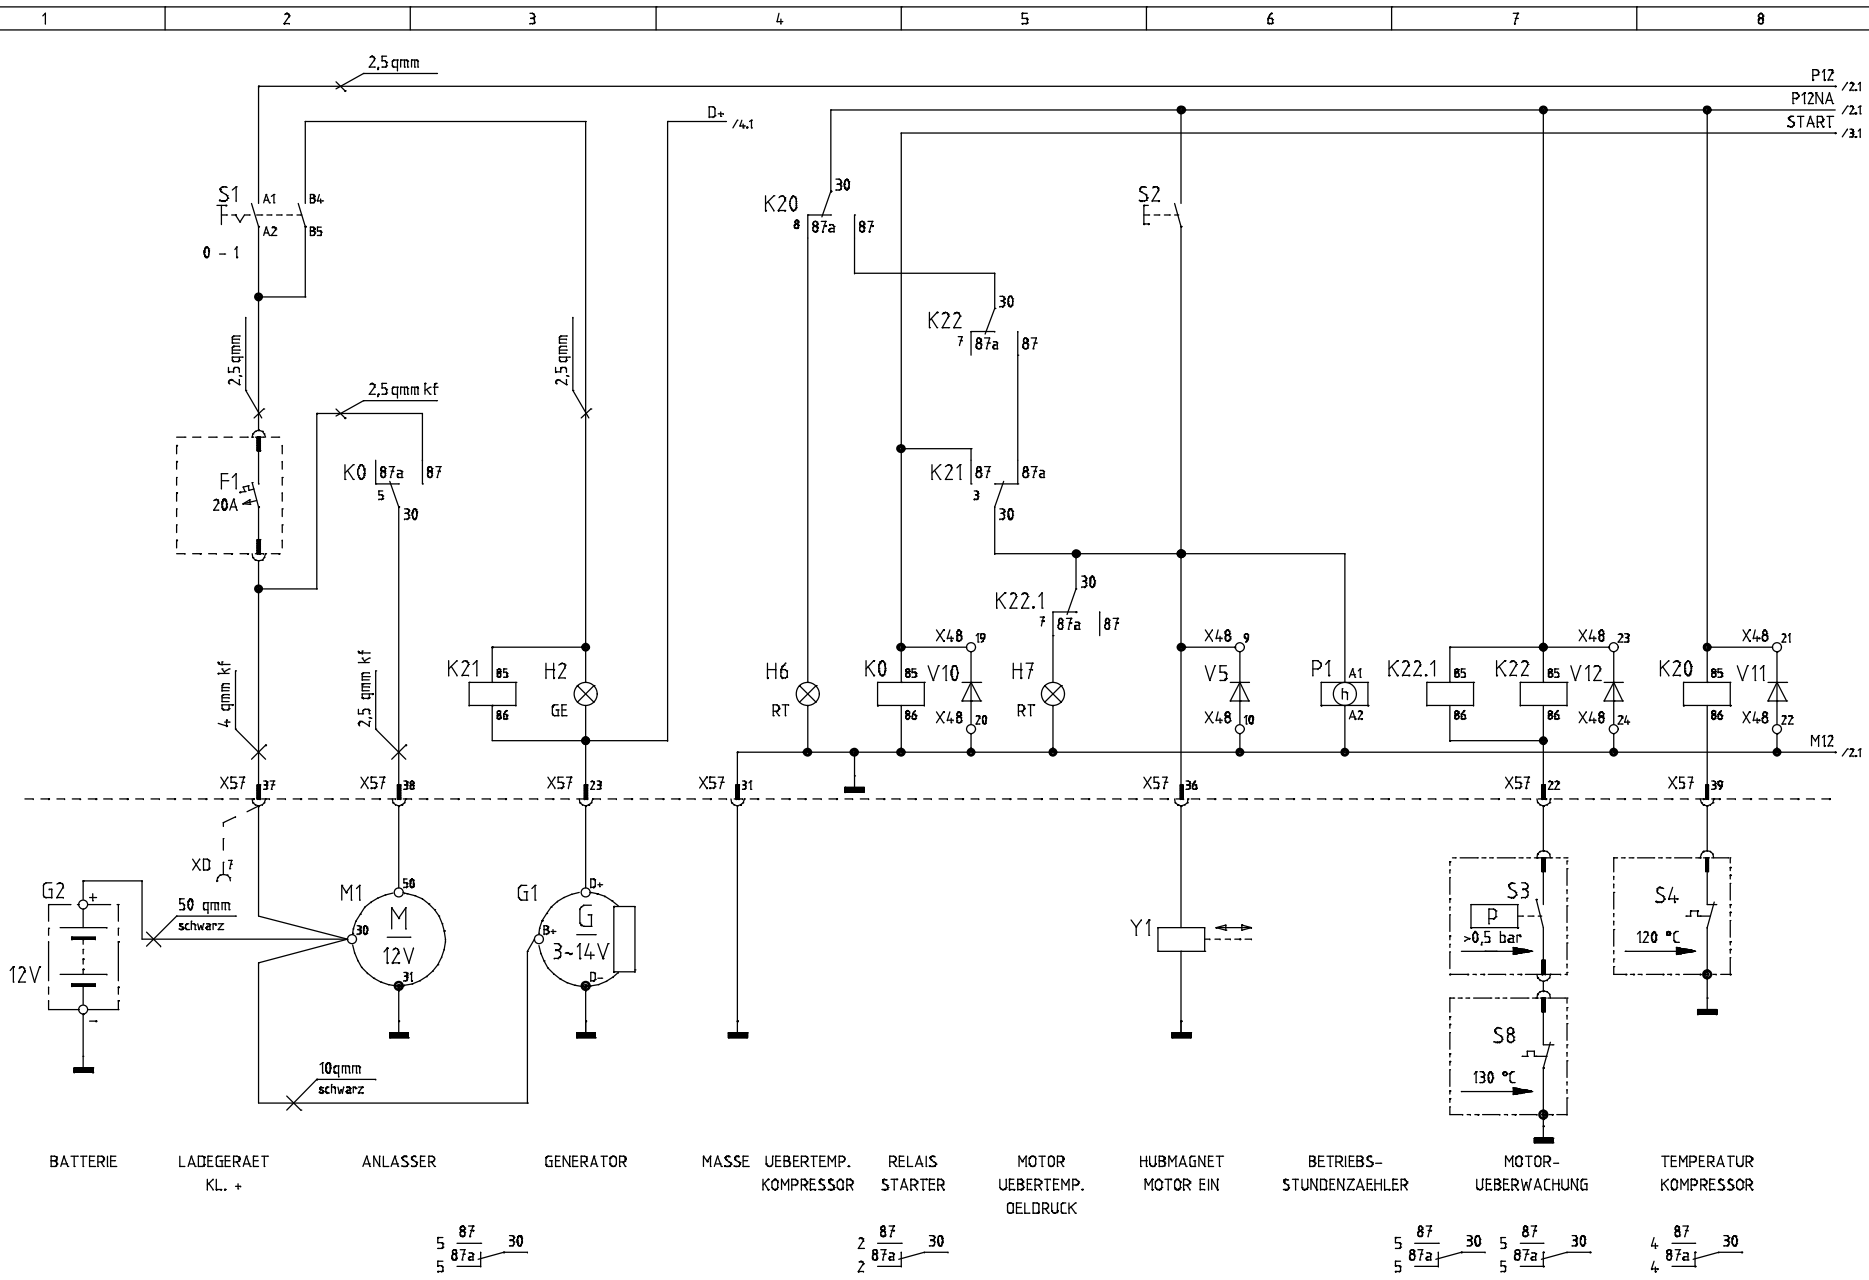 1 2 3 4 5 6 7 8
2,5 qmm
P12 /2.1
P12NA /2.1
D+ /4.1
START /3.1
S1 A1 B4
A2 B5
0 - 1
K20 30
8 87a 87
S2
K22 30
7 87a 87
2,5 qmm
2,5 qmm
2,5 qmm kf
F1
20A
K0 87a 87
5
30
K21 87 87a
3
30
K22.1 30
7 87a 87
4 qmm kf
2,5 qmm kf
K21 85
86
H2
GE
H6
RT
K0 85
86
X48 19
V10
X48 20
H7
RT
X48 9
V5
X48 10
P1 A1
h
A2
K22.1 85
86
K22 85
86
X48 23
V12
X48 24
K20 85
86
X48 21
V11
X48 22
M12 /2.1
X57 37
X57 38
X57 23
X57 31
X57 36
X57 22
X57 39
XD 7
G2
+
12V
-
50 qmm
schwarz
M1 50
30
M
12V
31
G1 D+
B+
G
3~14V
D-
10qmm
schwarz
Y1
S3
P
>0,5 bar
S8
130 °C
S4
120 °C
BATTERIE
LADEGERAET
KL. +
ANLASSER
GENERATOR
MASSE
UEBERTEMP.
KOMPRESSOR
RELAIS
STARTER
MOTOR
UEBERTEMP.
OELDRUCK
HUBMAGNET
MOTOR EIN
BETRIEBS-
STUNDENZAEHLER
MOTOR-
UEBERWACHUNG
TEMPERATUR
KOMPRESSOR
5 87 30
5 87a
2 87 30
2 87a
5 87 30
5 87a
5 87 30
5 87a
4 87 30
4 87a